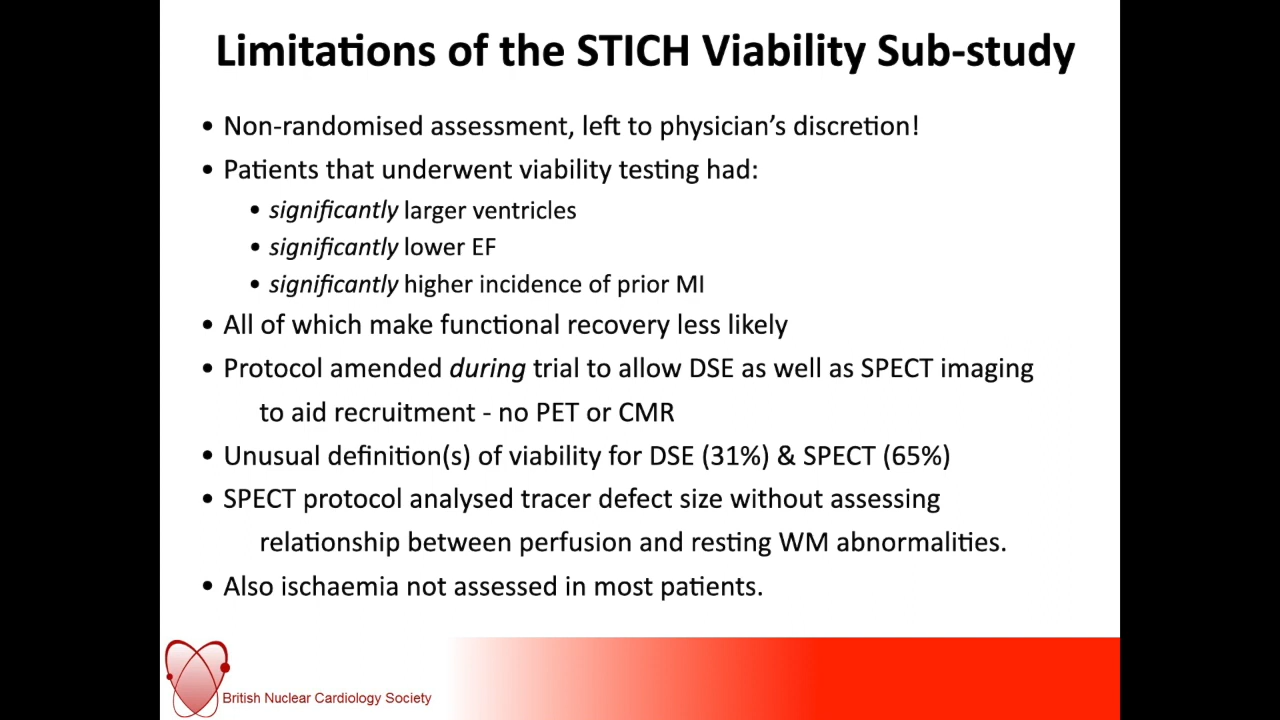 Limitations of the STICH Viability Sub-study
• Non-randomised assessment, left to physician’s discretion!
• Patients that underwent viability testing had:
• significantly larger ventricles
• significantly lower EF
• significantly higher incidence of prior MI
• All of which make functional recovery less likely
• Protocol amended during trial to allow DSE as well as SPECT imaging
to aid recruitment - no PET or CMR
• Unusual definition(s) of viability for DSE (31%) & SPECT (65%)
• SPECT protocol analysed tracer defect size without assessing
relationship between perfusion and resting WM abnormalities.
• Also ischaemia not assessed in most patients.
British Nuclear Cardiology Society